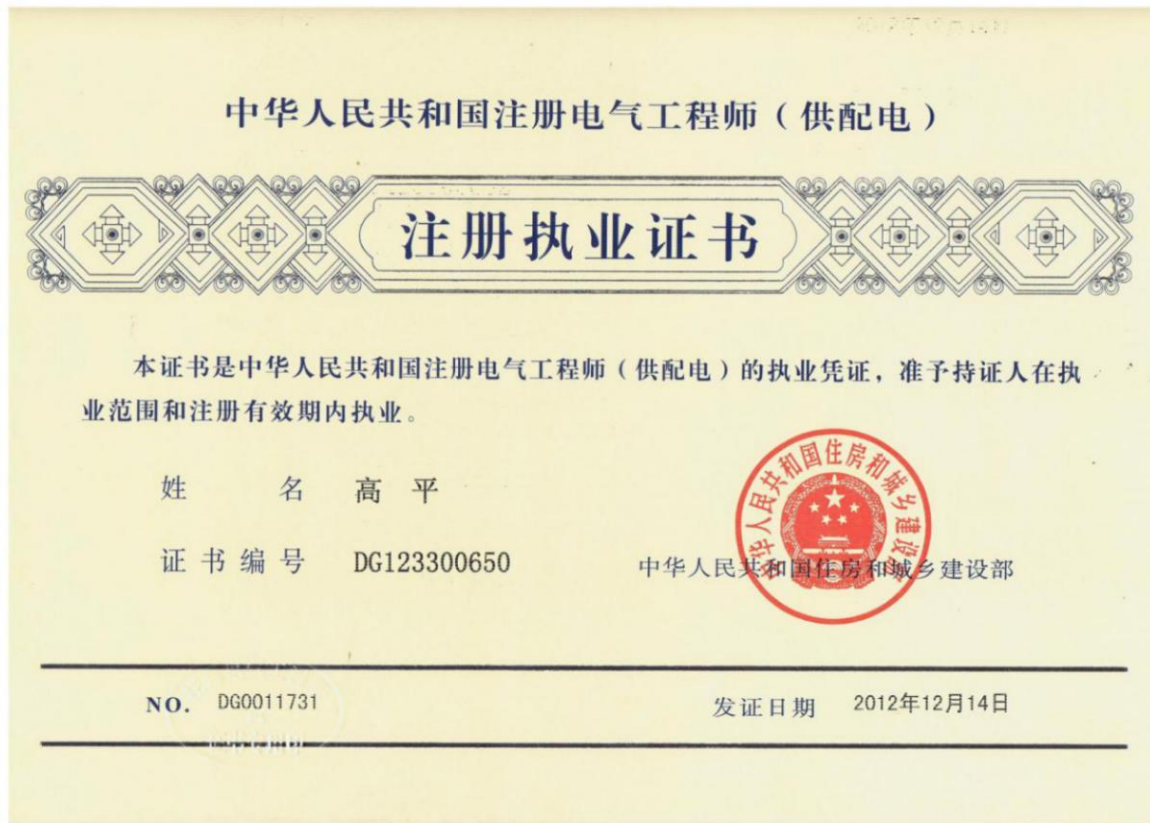 中华人民共和国注册电气工程师（供配电）
注册执业证书
本证书是中华人民共和国注册电气工程师（供配电）的执业凭证，准予持证人在执
业范围和注册有效期内执业。
姓 名 高 平
证书编号 DG123300650
中华人民共和国住房和城乡建设部
中华人民共和国住房和城乡建设部
NO. DG0011731 发证日期 2012年12月14日